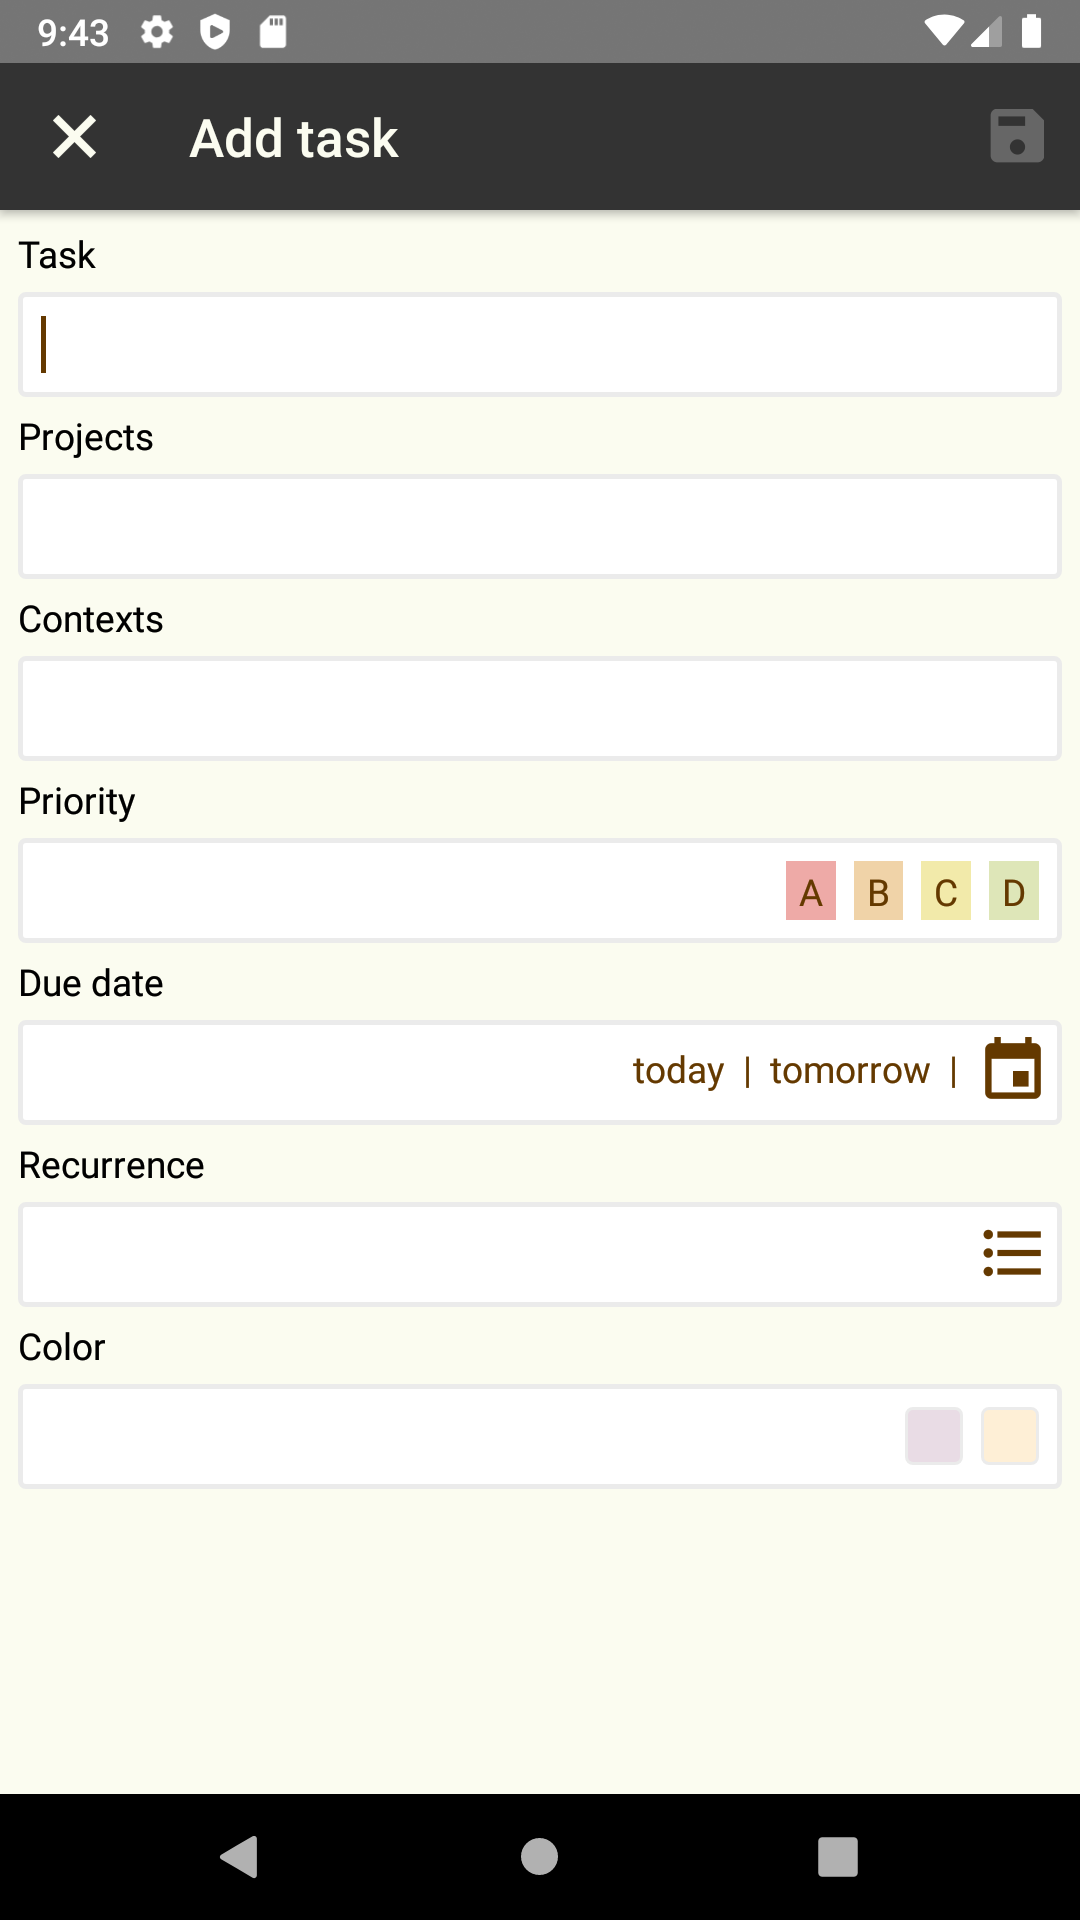 9:43
Add task
Task
Projects
Contexts
Priority
A B C D
Due date
today | tomorrow |
Recurrence
Color